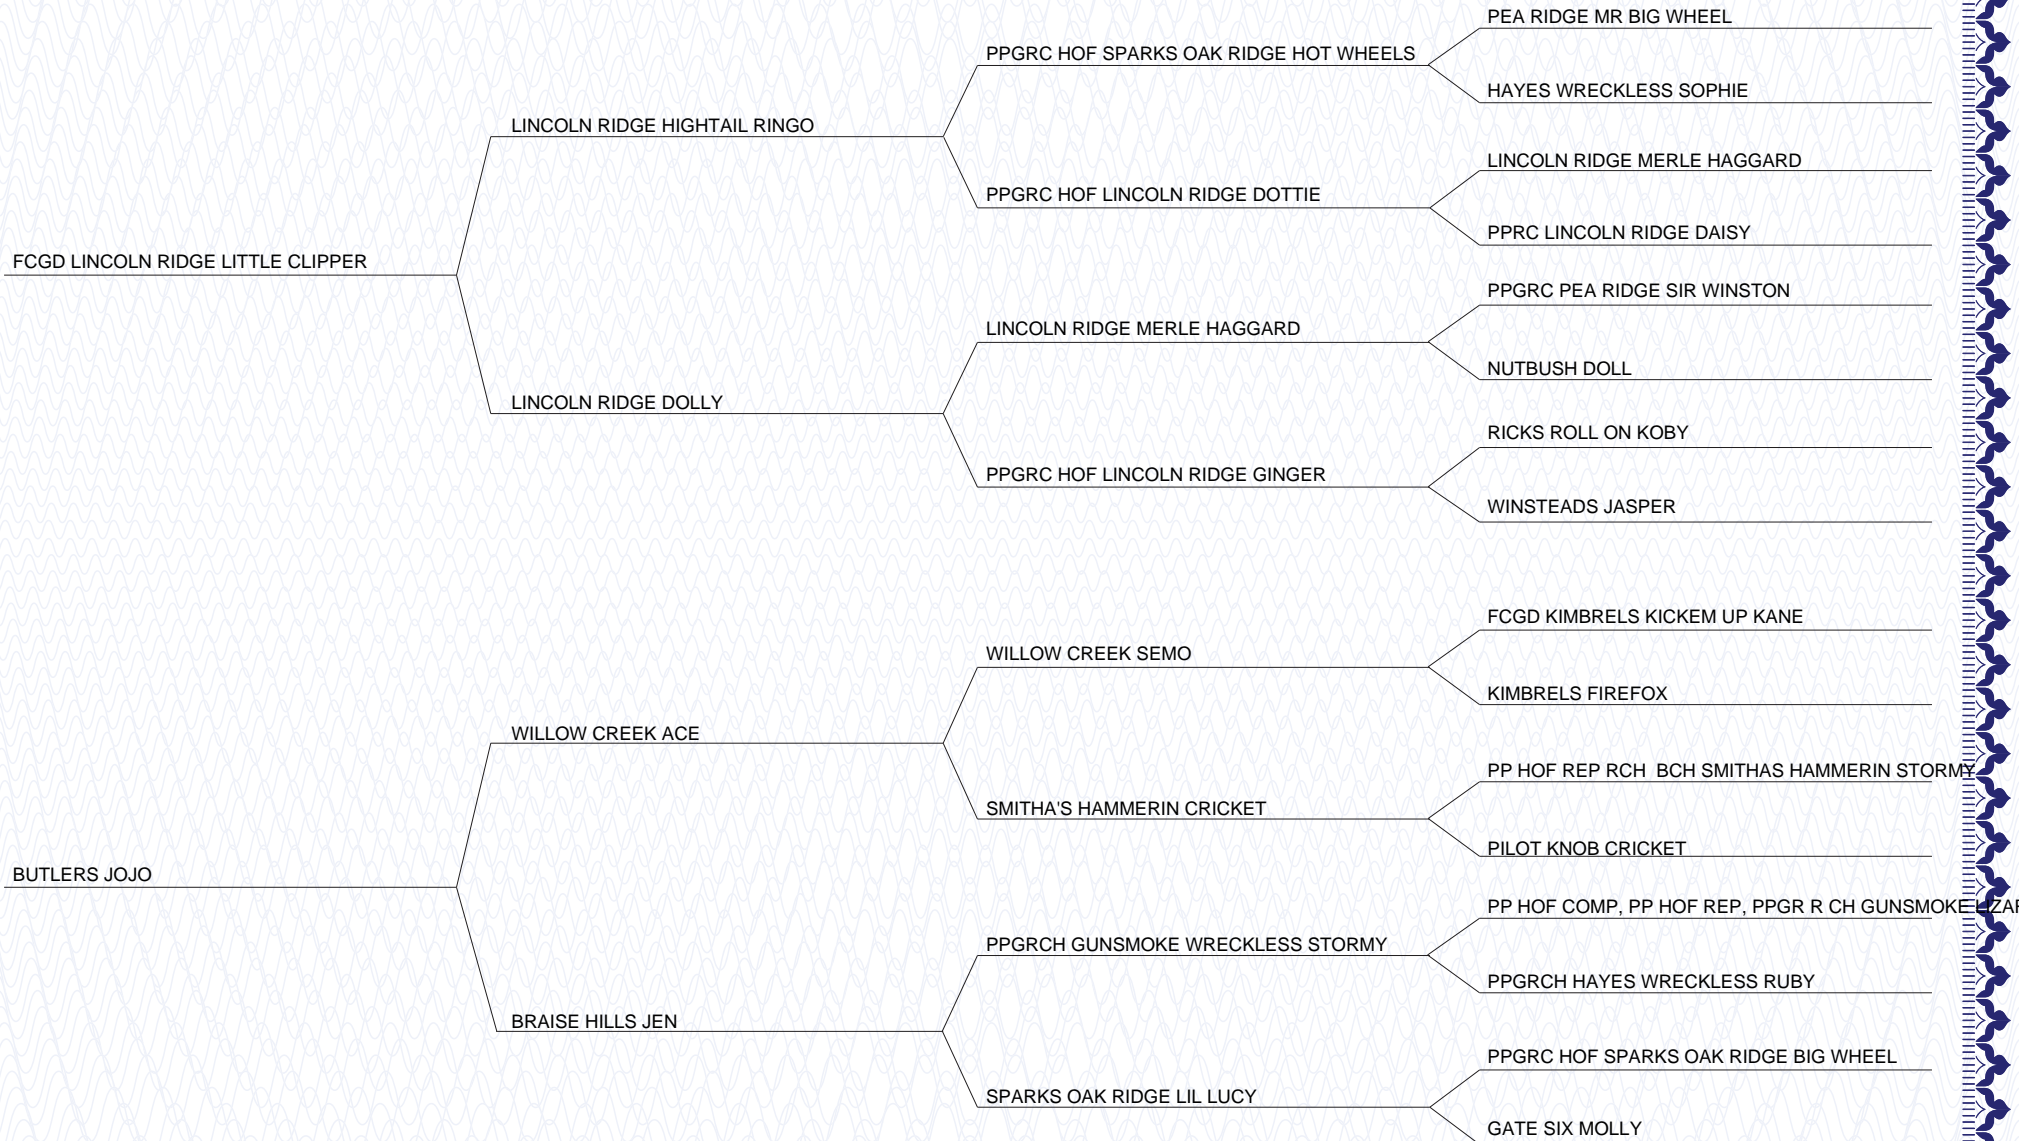 PEA RIDGE MR BIG WHEEL
PPGRC HOF SPARKS OAK RIDGE HOT WHEELS
HAYES WRECKLESS SOPHIE
LINCOLN RIDGE HIGHTAIL RINGO
LINCOLN RIDGE MERLE HAGGARD
PPGRC HOF LINCOLN RIDGE DOTTIE
PPRC LINCOLN RIDGE DAISY
FCGD LINCOLN RIDGE LITTLE CLIPPER
PPGRC PEA RIDGE SIR WINSTON
LINCOLN RIDGE MERLE HAGGARD
NUTBUSH DOLL
LINCOLN RIDGE DOLLY
RICKS ROLL ON KOBY
PPGRC HOF LINCOLN RIDGE GINGER
WINSTEADS JASPER
FCGD KIMBRELS KICKEM UP KANE
WILLOW CREEK SEMO
KIMBRELS FIREFOX
WILLOW CREEK ACE
PP HOF REP RCH  BCH SMITHAS HAMMERIN STORMY
SMITHA'S HAMMERIN CRICKET
PILOT KNOB CRICKET
BUTLERS JOJO
PP HOF COMP, PP HOF REP, PPGR R CH GUNSMOKE
PPGRCH GUNSMOKE WRECKLESS STORMY
PPGRCH HAYES WRECKLESS RUBY
BRAISE HILLS JEN
PPGRC HOF SPARKS OAK RIDGE BIG WHEEL
SPARKS OAK RIDGE LIL LUCY
GATE SIX MOLLY